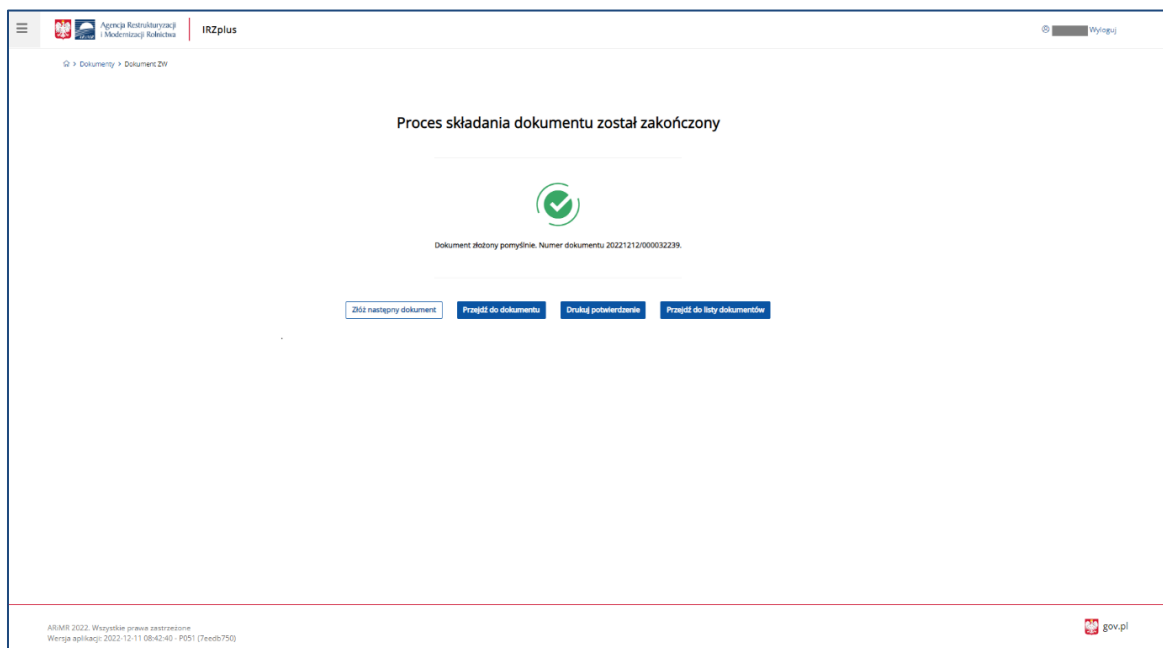 Agencja Restrukturyzacji
i Modernizacji Rolnictwa
IRZplus
Wyloguj
Dokumenty > Dokument ZW
Proces składania dokumentu został zakończony
Dokument złożony pomyślnie. Numer dokumentu 20221212/000032239.
Złóż następny dokument
Przejdź do dokumentu
Drukuj potwierdzenie
Przejdź do listy dokumentów
.
ARiMR 2022. Wszystkie prawa zastrzeżone
Wersja aplikacji: 2022-12-11 08:42:40 - P051 (7eedb750)
gov.pl